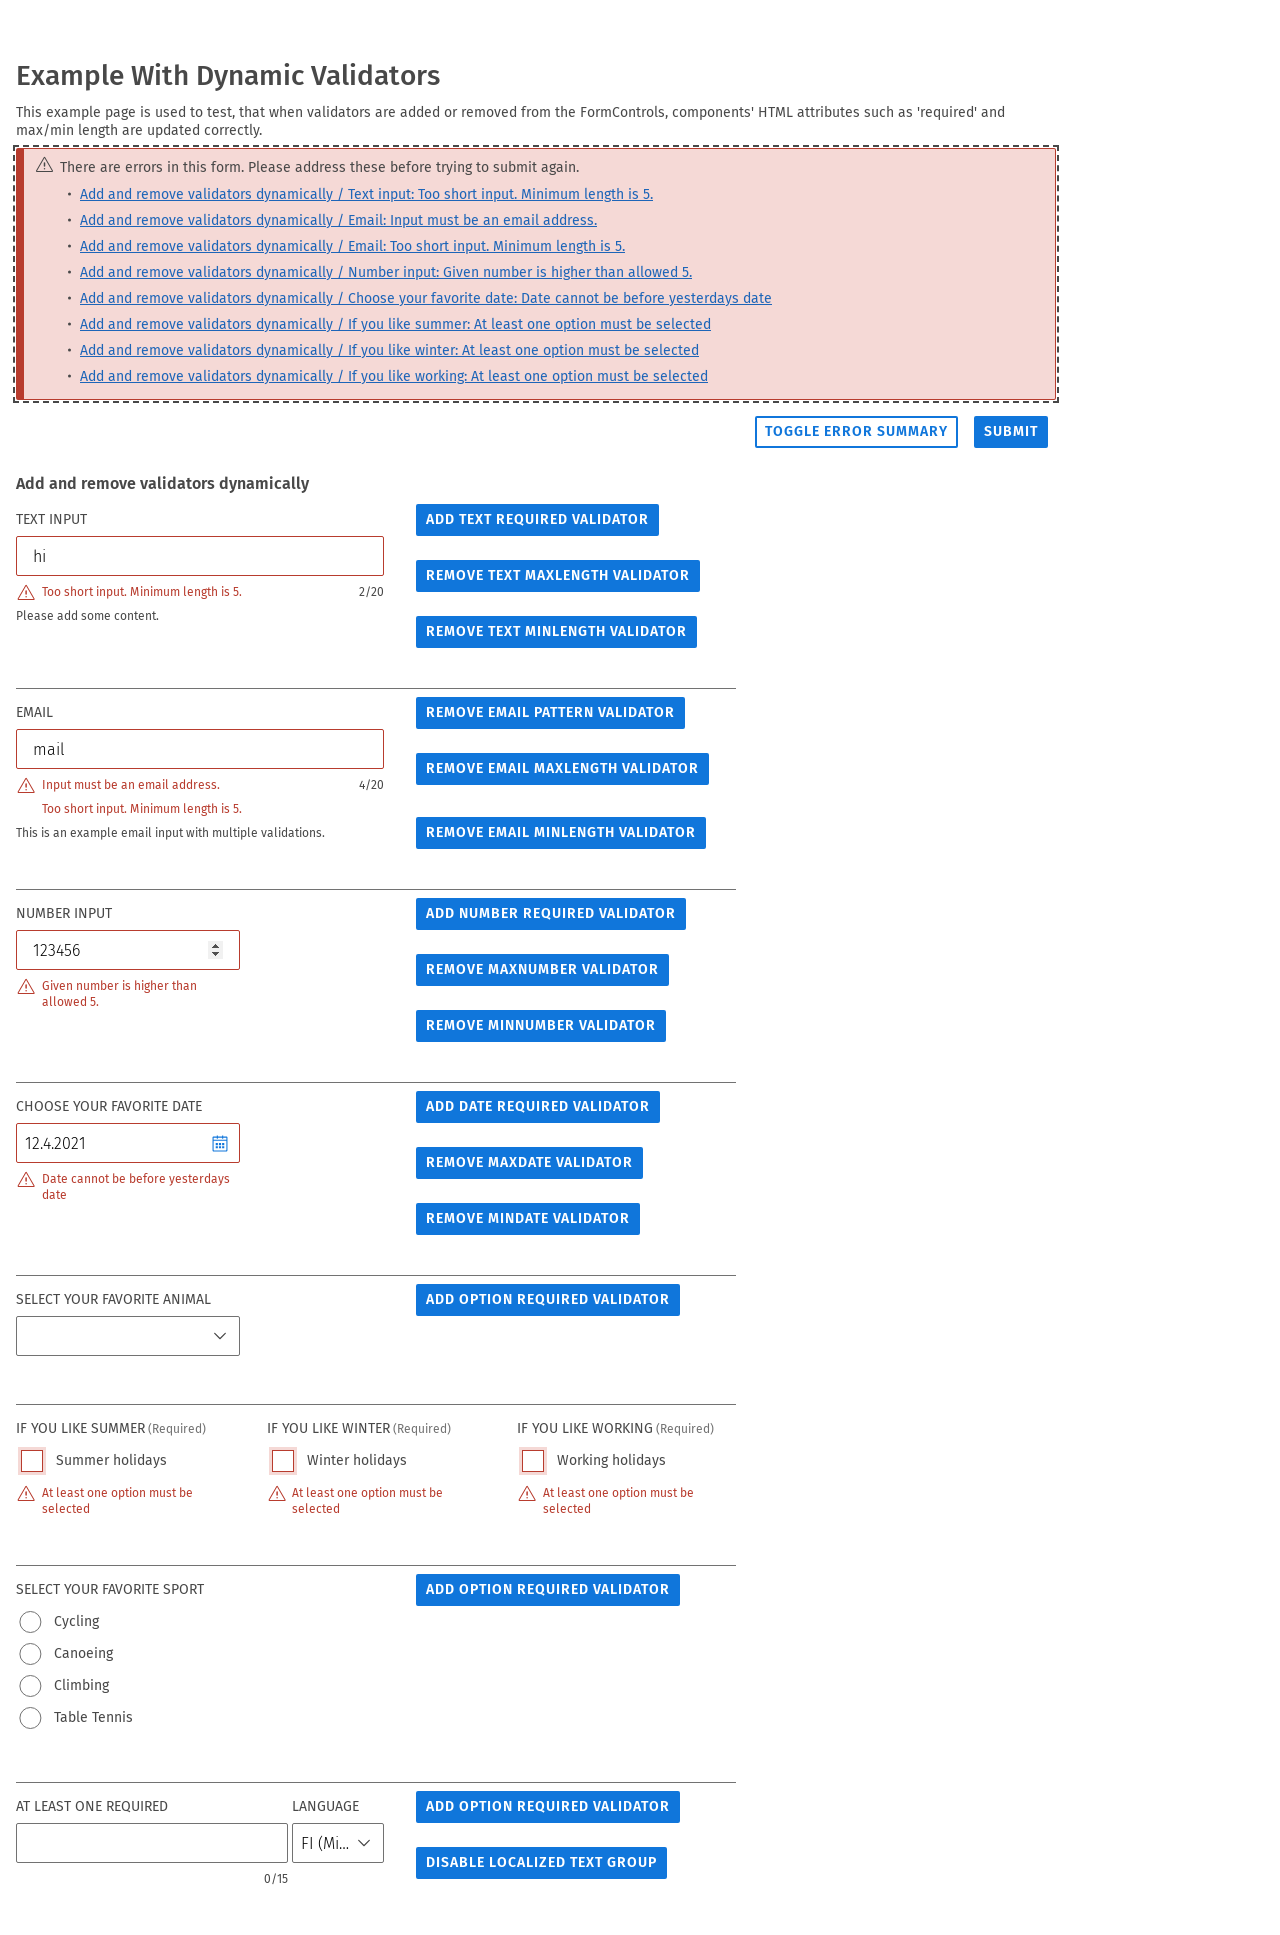 Example With Dynamic Validators
This example page is used to test, that when validators are added or removed from the FormControls, components' HTML attributes such as 'required' and
max/min length are updated correctly.
There are errors in this form. Please address these before trying to submit again.
• Add and remove validators dynamically / Text input: Too short input. Minimum length is 5.
• Add and remove validators dynamically / Email: Input must be an email address.
• Add and remove validators dynamically / Email: Too short input. Minimum length is 5.
• Add and remove validators dynamically / Number input: Given number is higher than allowed 5.
• Add and remove validators dynamically / Choose your favorite date: Date cannot be before yesterdays date
• Add and remove validators dynamically / If you like summer: At least one option must be selected
• Add and remove validators dynamically / If you like winter: At least one option must be selected
• Add and remove validators dynamically / If you like working: At least one option must be selected
TOGGLE ERROR SUMMARY SUBMIT
Add and remove validators dynamically
TEXT INPUT
hi
Too short input. Minimum length is 5. 2/20
Please add some content.
ADD TEXT REQUIRED VALIDATOR
REMOVE TEXT MAXLENGTH VALIDATOR
REMOVE TEXT MINLENGTH VALIDATOR
EMAIL
mail
Input must be an email address. 4/20
Too short input. Minimum length is 5.
This is an example email input with multiple validations.
REMOVE EMAIL PATTERN VALIDATOR
REMOVE EMAIL MAXLENGTH VALIDATOR
REMOVE EMAIL MINLENGTH VALIDATOR
NUMBER INPUT
123456
Given number is higher than
allowed 5.
ADD NUMBER REQUIRED VALIDATOR
REMOVE MAXNUMBER VALIDATOR
REMOVE MINNUMBER VALIDATOR
CHOOSE YOUR FAVORITE DATE
12.4.2021
Date cannot be before yesterdays
date
ADD DATE REQUIRED VALIDATOR
REMOVE MAXDATE VALIDATOR
REMOVE MINDATE VALIDATOR
SELECT YOUR FAVORITE ANIMAL
ADD OPTION REQUIRED VALIDATOR
IF YOU LIKE SUMMER (Required)
Summer holidays
At least one option must be
selected
IF YOU LIKE WINTER (Required)
Winter holidays
At least one option must be
selected
IF YOU LIKE WORKING (Required)
Working holidays
At least one option must be
selected
SELECT YOUR FAVORITE SPORT
Cycling
Canoeing
Climbing
Table Tennis
ADD OPTION REQUIRED VALIDATOR
AT LEAST ONE REQUIRED
0/15
LANGUAGE
FI (Mi...
ADD OPTION REQUIRED VALIDATOR
DISABLE LOCALIZED TEXT GROUP